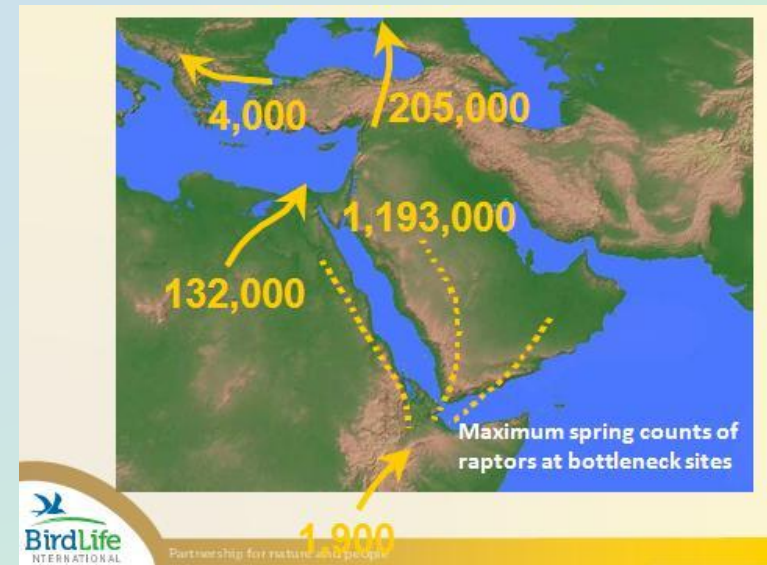 4,000
205,000
1,193,000
132,000
Maximum spring counts of
raptors at bottleneck sites
1,900
BirdLife
INTERNATIONAL
Partnership for nature and people